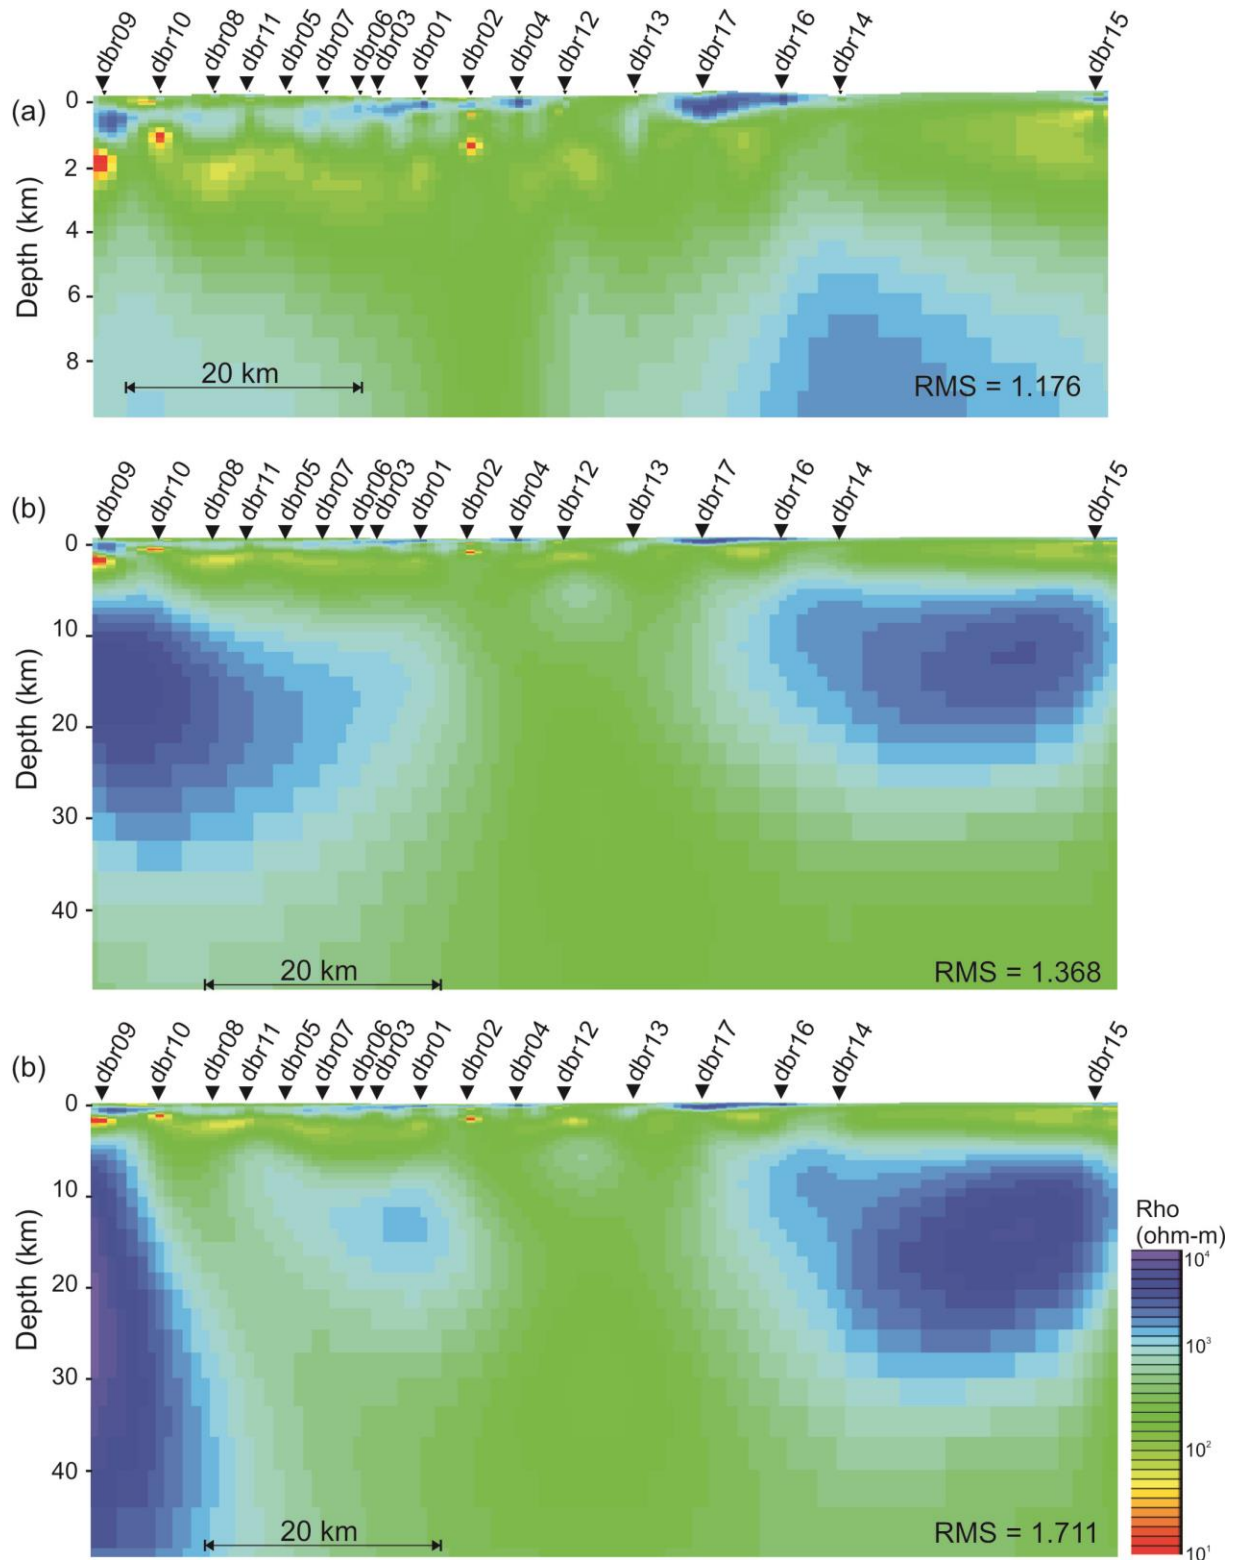 dbr09 dbr10 dbr08 dbr11 dbr05 dbr07 dbr06 dbr03 dbr01 dbr02 dbr04 dbr12 dbr13 dbr17 dbr16 dbr14 dbr15
(a)
Depth (km)
0
2
4
6
8
20 km
RMS = 1.176
dbr09 dbr10 dbr08 dbr11 dbr05 dbr07 dbr06 dbr03 dbr01 dbr02 dbr04 dbr12 dbr13 dbr17 dbr16 dbr14 dbr15
(b)
Depth (km)
0
10
20
30
40
20 km
RMS = 1.368
dbr09 dbr10 dbr08 dbr11 dbr05 dbr07 dbr06 dbr03 dbr01 dbr02 dbr04 dbr12 dbr13 dbr17 dbr16 dbr14 dbr15
(b)
Depth (km)
0
10
20
30
40
20 km
RMS = 1.711
Rho
(ohm-m)
10⁴
10³
10²
10¹